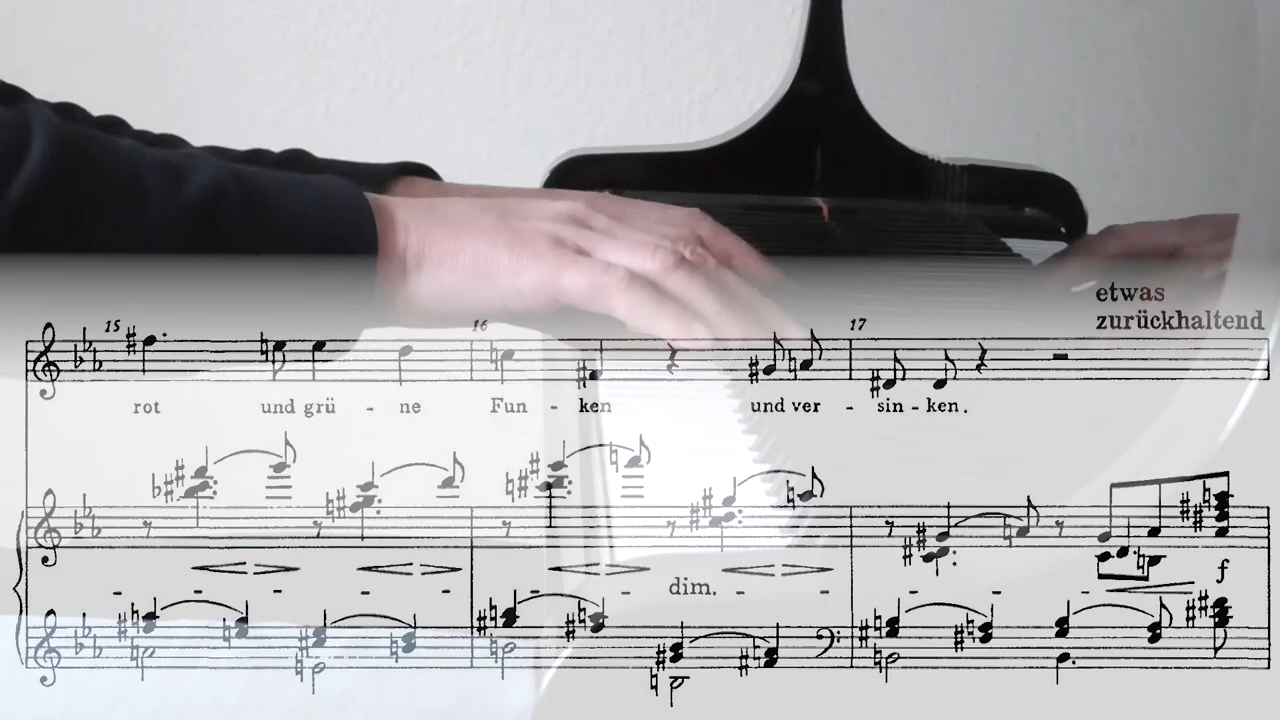 etwas
zurückhaltend
15 16 17
rot und grü - ne Fun - ken und ver - sin - ken.
f
- - - - - - - dim. - - - - -